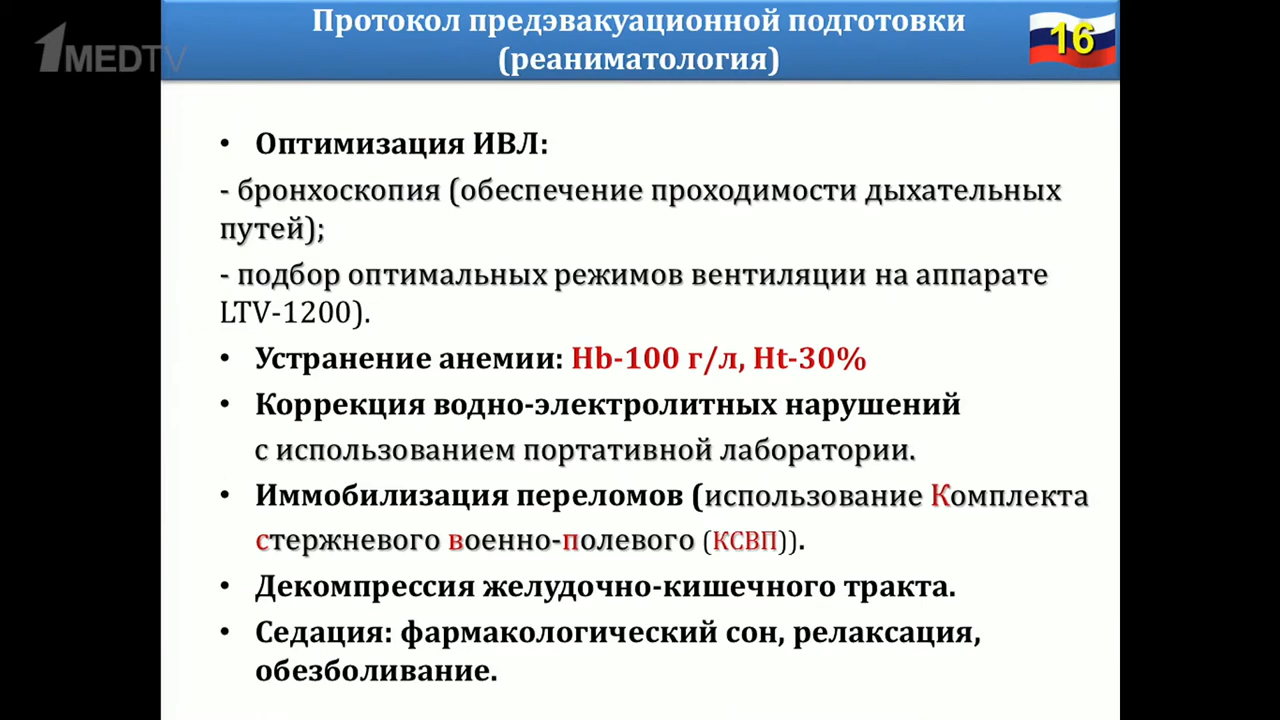 1MEDTV
Протокол предэвакуационной подготовки
(реаниматология)
16
• Оптимизация ИВЛ:
- бронхоскопия (обеспечение проходимости дыхательных
путей);
- подбор оптимальных режимов вентиляции на аппарате
LTV-1200).
• Устранение анемии: Hb-100 г/л, Ht-30%
• Коррекция водно-электролитных нарушений
с использованием портативной лаборатории.
• Иммобилизация переломов (использование Комплекта
стержневого военно-полевого (КСВП)).
• Декомпрессия желудочно-кишечного тракта.
• Седация: фармакологический сон, релаксация,
обезболивание.